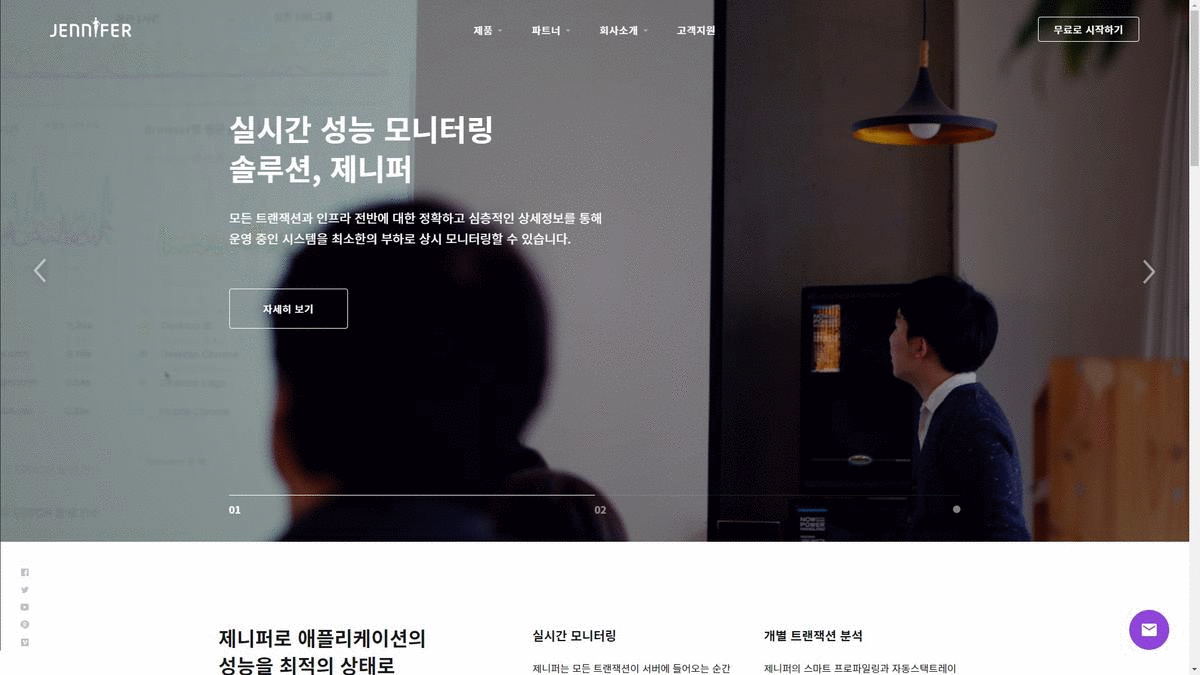 JENNIFER
제품
파트너
회사소개
고객지원
무료로 시작하기
실시간 성능 모니터링
솔루션, 제니퍼
모든 트랜잭션과 인프라 전반에 대한 정확하고 심층적인 상세정보를 통해
운영 중인 시스템을 최소한의 부하로 상시 모니터링할 수 있습니다.
자세히 보기
NOW
POWER
01
02
NOW
POWER
제니퍼로 애플리케이션의
성능을 최적의 상태로
실시간 모니터링
제니퍼는 모든 트랜잭션이 서버에 들어오는 순간
개별 트랜잭션 분석
제니퍼의 스마트 프로파일링과 자동스택트레이